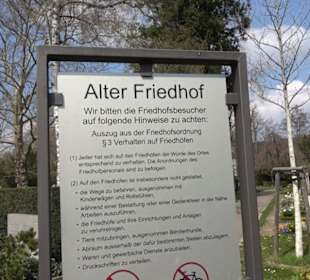 Alter Friedhof
Wir bitten die Friedhofsbesucher
auf folgende Hinweise zu achten:
Auszug aus der Friedhofsordnung
§ 3 Verhalten auf Friedhöfen
(1) Jeder hat sich auf den Friedhöfen der Würde des Ortes
entsprechend zu verhalten. Die Anordnungen des
Friedhofpersonals sind zu befolgen.
(2) Auf den Friedhöfen ist insbesondere nicht gestattet,
- die Wege zu befahren, ausgenommen mit
Kinderwägen und Rollstühlen,
- während einer Bestattung oder einer Gedenkfeier in der Nähe
Arbeiten auszuführen,
- die Friedhöfe und ihre Einrichtungen und Anlagen
zu verunreinigen,
- Tiere mitzubringen, ausgenommen Blindenhunde,
- Abraum ausserhalb der dafür bestimmten Stellen abzulagern,
- Waren und gewerbliche Dienste anzubieten,
- Druckschriften zu verteilen.